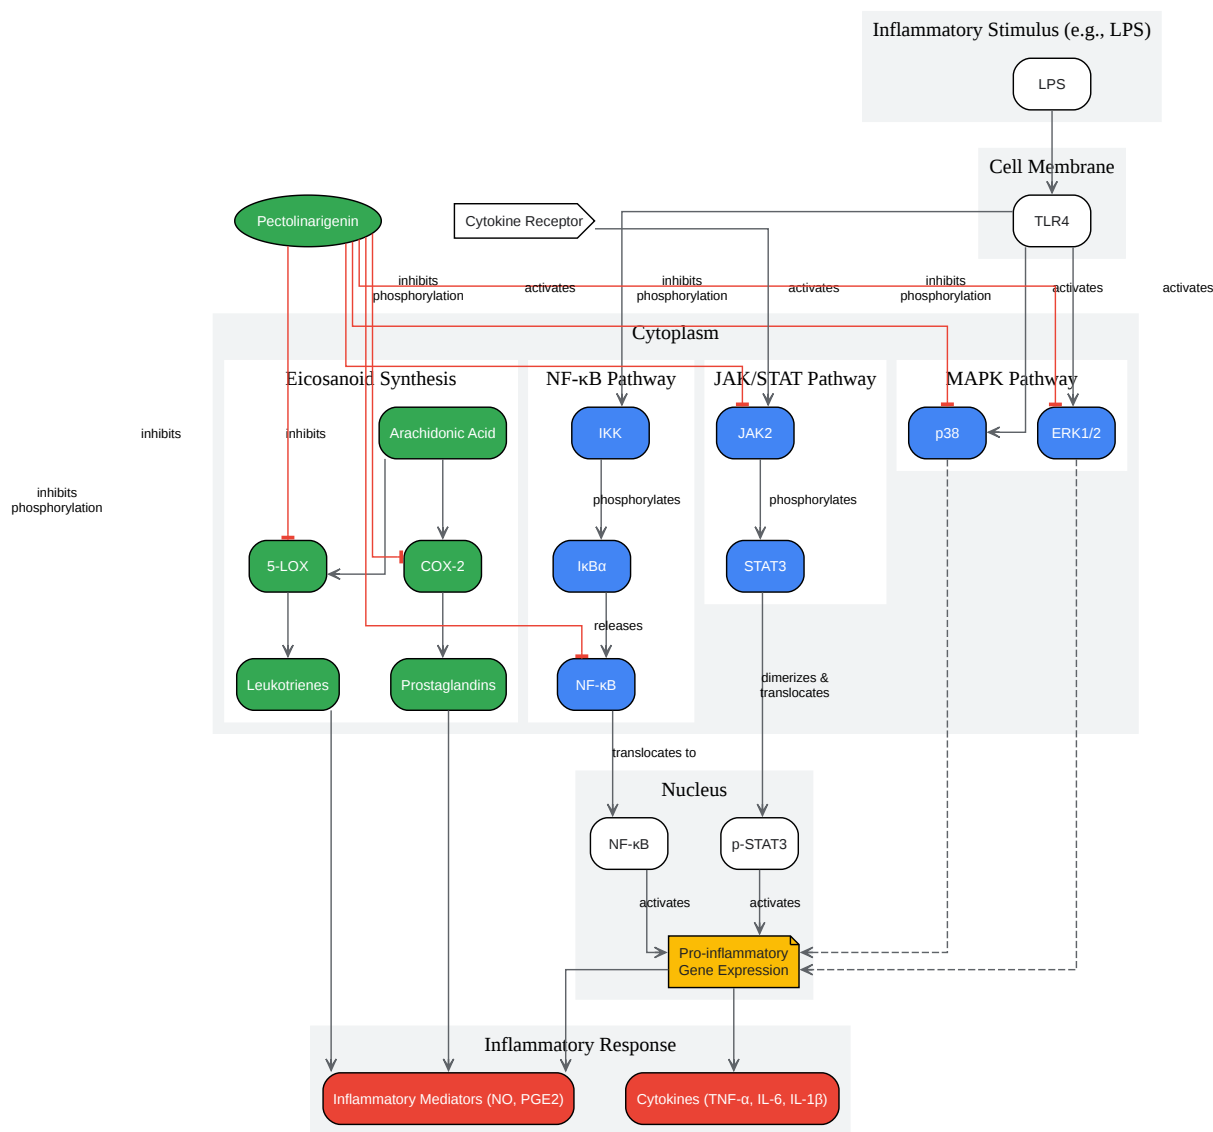 Inflammatory Stimulus (e.g., LPS)
LPS
Cell Membrane
TLR4
Pectolinarigenin
Cytokine Receptor
inhibits
phosphorylation
activates
inhibits
phosphorylation
activates
inhibits
phosphorylation
activates
activates
Cytoplasm
Eicosanoid Synthesis
NF-κB Pathway
JAK/STAT Pathway
MAPK Pathway
inhibits
inhibits
Arachidonic Acid
IKK
JAK2
p38
ERK1/2
inhibits
phosphorylation
phosphorylates
phosphorylates
5-LOX
COX-2
IκBα
STAT3
releases
Leukotrienes
Prostaglandins
NF-κB
dimerizes &
translocates
translocates to
Nucleus
NF-κB
p-STAT3
activates
activates
Pro-inflammatory
Gene Expression
Inflammatory Response
Inflammatory Mediators (NO, PGE2)
Cytokines (TNF-α, IL-6, IL-1β)